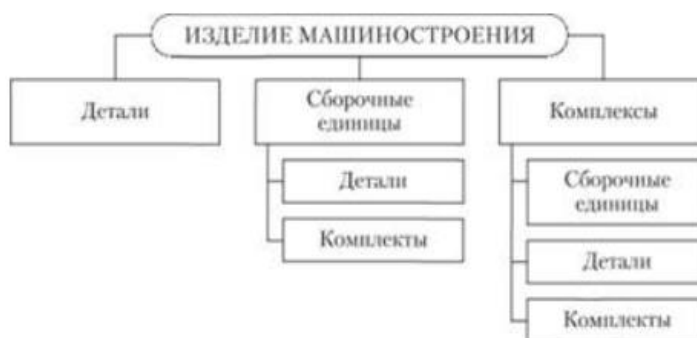 ИЗДЕЛИЕ МАШИНОСТРОЕНИЯ
Детали
Сборочные
единицы
Детали
Комплекты
Комплексы
Сборочные
единицы
Детали
Комплекты